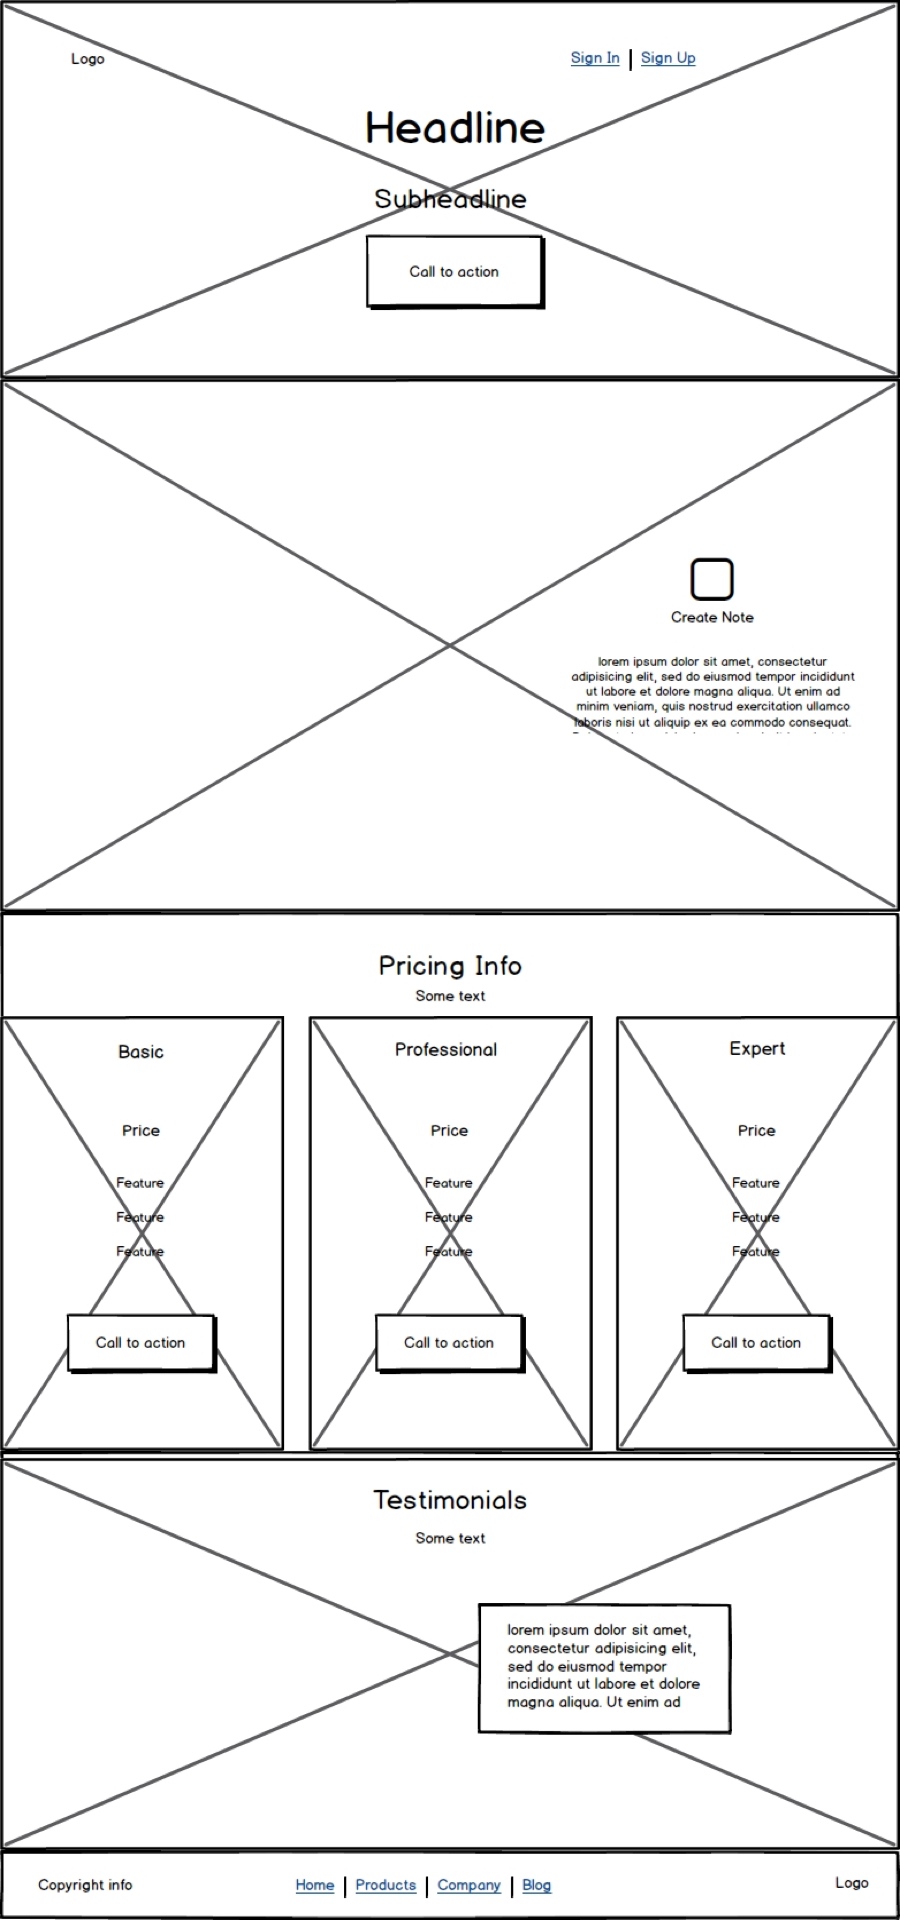 Logo
Sign In | Sign Up
Headline
Subheadline
Call to action
Create Note
lorem ipsum dolor sit amet, consectetur
adipisicing elit, sed do eiusmod tempor incididunt
ut labore et dolore magna aliqua. Ut enim ad
minim veniam, quis nostrud exercitation ullamco
laboris nisi ut aliquip ex ea commodo consequat.
Pricing Info
Some text
Basic
Price
Feature
Feature
Feature
Call to action
Professional
Price
Feature
Feature
Feature
Call to action
Expert
Price
Feature
Feature
Feature
Call to action
Testimonials
Some text
lorem ipsum dolor sit amet,
consectetur adipisicing elit,
sed do eiusmod tempor
incididunt ut labore et dolore
magna aliqua. Ut enim ad
Copyright info
Home | Products | Company | Blog
Logo